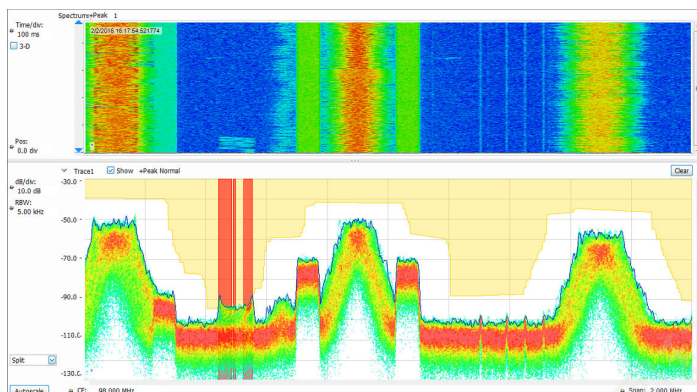 Spectrum+Peak 1
Time/div:
100 ms
2/2/2016 16:17:54.521774
3-D
Pos:
0.0 div
Trace1 Show +Peak Normal Clear
dB/div:
10.0 dB
RBW:
5.00 kHz
-30.0
-50.0
-70.0
-90.0
-110.0
-130.0
Split
Autoscale CF: 98.000 MHz Span: 2.000 MHz